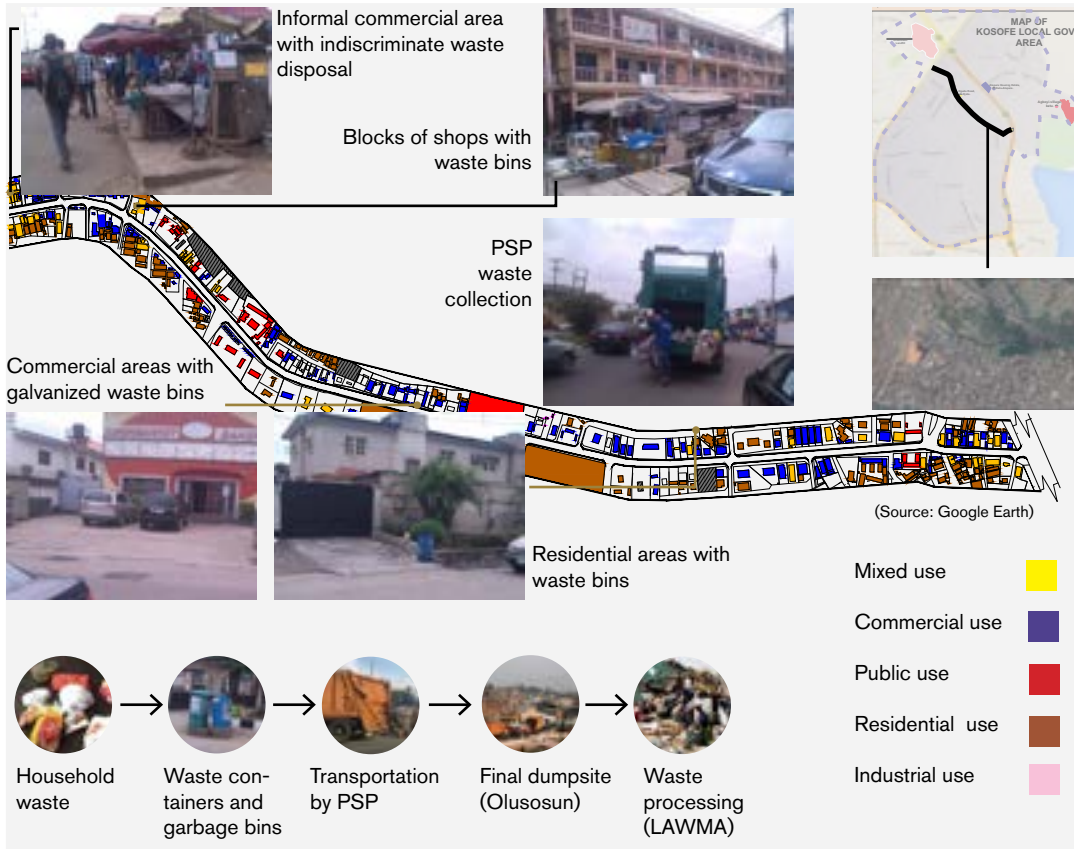 Informal commercial area
with indiscriminate waste
disposal
Blocks of shops with
waste bins
MAP OF
KOSOFE LOCAL GOV
AREA
PSP
waste
collection
Commercial areas with
galvanized waste bins
(Source: Google Earth)
Residential areas with
waste bins
Mixed use
Commercial use
Public use
Residential use
Industrial use
Household
waste
Waste con-
tainers and
garbage bins
Transportation
by PSP
Final dumpsite
(Olusosun)
Waste
processing
(LAWMA)